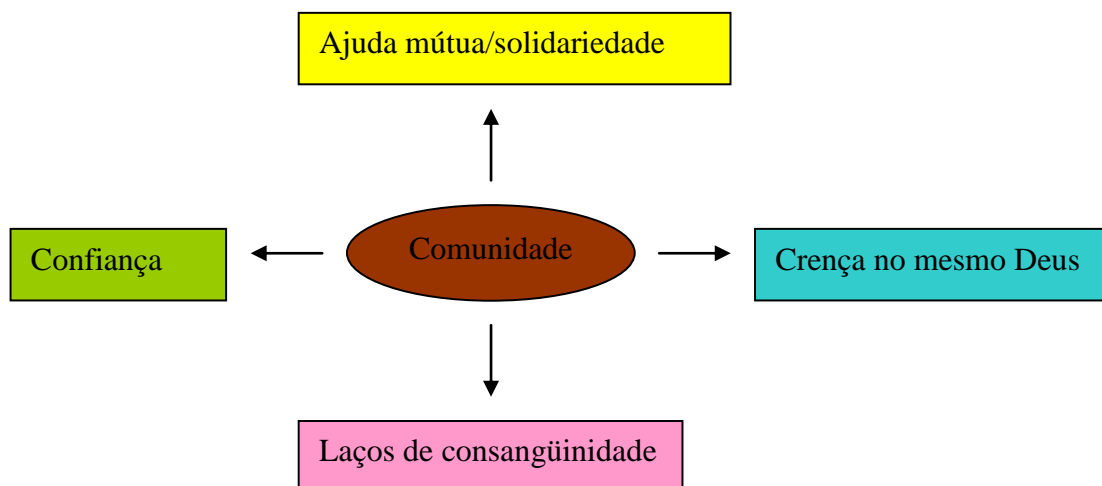 Ajuda mútua/solidariedade
Confiança
Comunidade
Crença no mesmo Deus
Laços de consangüinidade